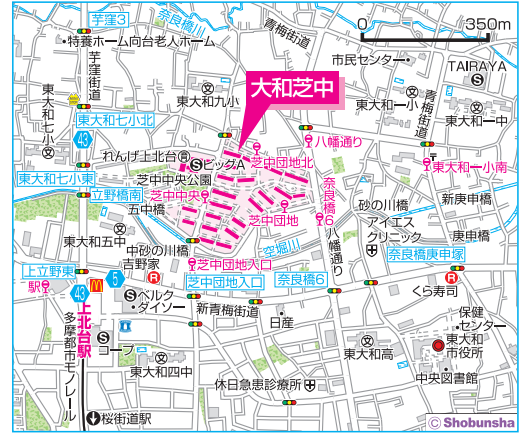 芋窪3
奈良橋川
青梅街道
0 350m
特養ホーム向台老人ホーム
市民センター
TAIRAYA
S
芋窪街道
大和芝中
青梅街道
東大和七小
東大和九小
東大和一小
東大和一中
東大和七小北
43
八幡通り
れんげ上北台
芝中団地北
東大和一小南
S ビッグA
東大和七小東
芝中中央公園
立野橋南
芝中中央
奈良橋6
砂の川橋
新庚申橋
五中橋
芝中団地
アイエスクリニック
庚申橋
東大和五中
空堀川
八幡通り
中砂の川橋
奈良橋庚申塚
上立野東
吉野家
芝中団地入口
R
5
R
芝中団地入口
奈良橋6
駅
43
S ベルク
・ダイソー
くら寿司
上北台駅
新青梅街道
日産
保健センター
多摩都市モノレール
S
コープ
東大和市役所
東大和高
東大和四中
中央図書館
休日急患診療所
桜街道駅
© Shobunsha